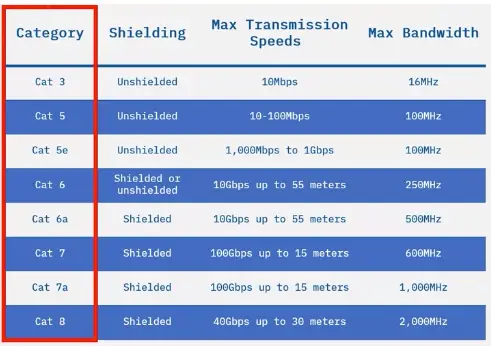 Category Shielding Max Transmission Speeds Max Bandwidth
Cat 3 Unshielded 10Mbps 16MHz
Cat 5 Unshielded 10-100Mbps 100MHz
Cat 5e Unshielded 1,000Mbps to 1Gbps 100MHz
Cat 6 Shielded or unshielded 10Gbps up to 55 meters 250MHz
Cat 6a Shielded 10Gbps up to 55 meters 500MHz
Cat 7 Shielded 100Gbps up to 15 meters 600MHz
Cat 7a Shielded 100Gbps up to 15 meters 1,000MHz
Cat 8 Shielded 40Gbps up to 30 meters 2,000MHz